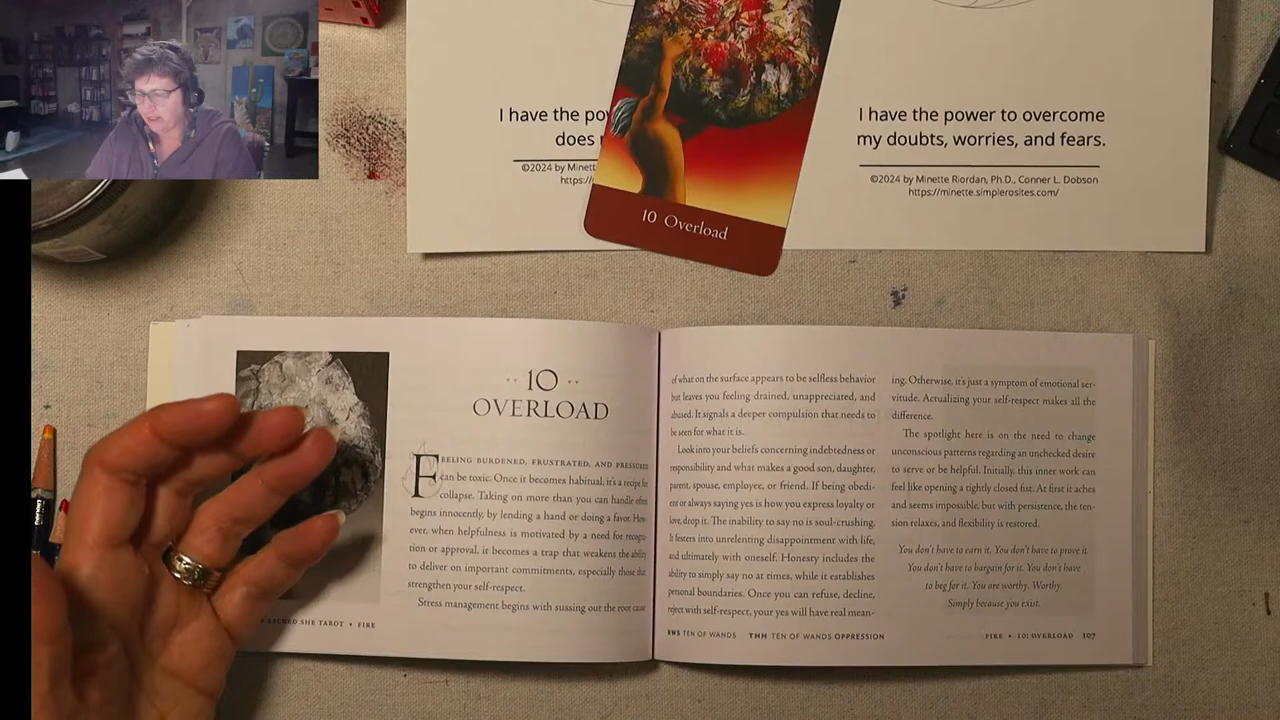 I have the po
does
©2024 by Minett
https:/
10 Overload
I have the power to overcome
my doubts, worries, and fears.
©2024 by Minette Riordan, Ph.D., Conner L. Dobson
https://minette.simplerosites.com/
10
OVERLOAD
FEELING BURDENED, FRUSTRATED, AND PRESSURED
can be toxic. Once it becomes habitual, it's a recipe for
collapse. Taking on more than you can handle often
begins innocently, by lending a hand or doing a favor. How-
ever, when helpfulness is motivated by a need for recogni-
tion or approval, it becomes a trap that weakens the ability
to deliver on important commitments, especially those that
strengthen your self-respect.
Stress management begins with sussing out the root cause
SACRED SHE TAROT • FIRE
of what on the surface appears to be selfless behavior
but leaves you feeling drained, unappreciated, and
abused. It signals a deeper compulsion that needs to
be seen for what it is.
Look into your beliefs concerning indebtedness or
responsibility and what makes a good son, daughter,
parent, spouse, employee, or friend. If being obedi-
ent or always saying yes is how you express loyalty or
love, drop it. The inability to say no is soul-crushing.
It festers into unrelenting disappointment with life,
and ultimately with oneself. Honesty includes the
ability to simply say no at times, while it establishes
personal boundaries. Once you can refuse, decline,
reject with self-respect, your yes will have real mean-
RWS TEN OF WANDS THH TEN OF WANDS OPPRESSION
ing. Otherwise, it's just a symptom of emotional ser-
vitude. Actualizing your self-respect makes all the
difference.
The spotlight here is on the need to change
unconscious patterns regarding an unchecked desire
to serve or be helpful. Initially, this inner work can
feel like opening a tightly closed fist. At first it aches
and seems impossible, but with persistence, the ten-
sion relaxes, and flexibility is restored.
You don't have to earn it. You don't have to prove it.
You don't have to bargain for it. You don't have
to beg for it. You are worthy. Worthy.
Simply because you exist.
FIRE • 10: OVERLOAD 107